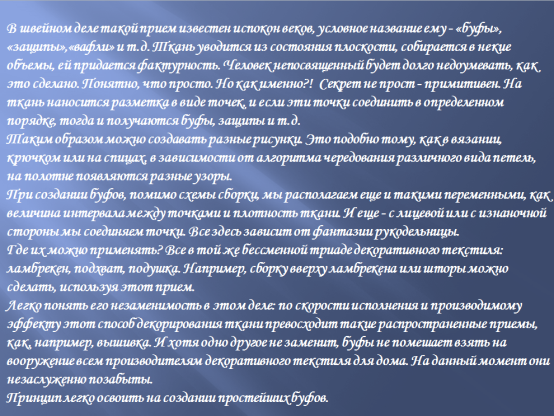 В швейном деле такой прием известен испокон веков, условное название ему - «буфы»,
«защипы»,«вафли» и т.д. Ткань уводится из состояния плоскости, собирается в некие
объемы, ей придается фактурность. Человек непосвященный будет долго недоумевать, как
это сделано. Понятно, что просто. Но как именно?! Секрет не прост - примитивен. На
ткань наносится разметка в виде точек, и если эти точки соединить в определенном
порядке, тогда и получаются буфы, защипы и т.д.
Таким образом можно создавать разные рисунки. Это подобно тому, как в вязании,
крючком или на спицах, в зависимости от алгоритма чередования различного вида петель,
на полотне появляются разные узоры.
При создании буфов, помимо схемы сборки, мы располагаем еще и такими переменными, как
величина интервала между точками и плотность ткани. И еще - с лицевой или с изнаночной
стороны мы соединяем точки. Все здесь зависит от фантазии рукодельницы.
Где их можно применять? Все в той же бессменной триаде декоративного текстиля:
ламбрекен, подхват, подушка. Например, сборку вверху ламбрекена или шторы можно
сделать, используя этот прием.
Легко понять его незаменимость в этом деле: по скорости исполнения и производимому
эффекту этот способ декорирования ткани превосходит такие распространенные приемы,
как, например, вышивка. И хотя одно другого не заменит, буфы не помешает взять на
вооружение всем производителям декоративного текстиля для дома. На данный момент они
незаслуженно позабыты.
Принцип легко освоить на создании простейших буфов.